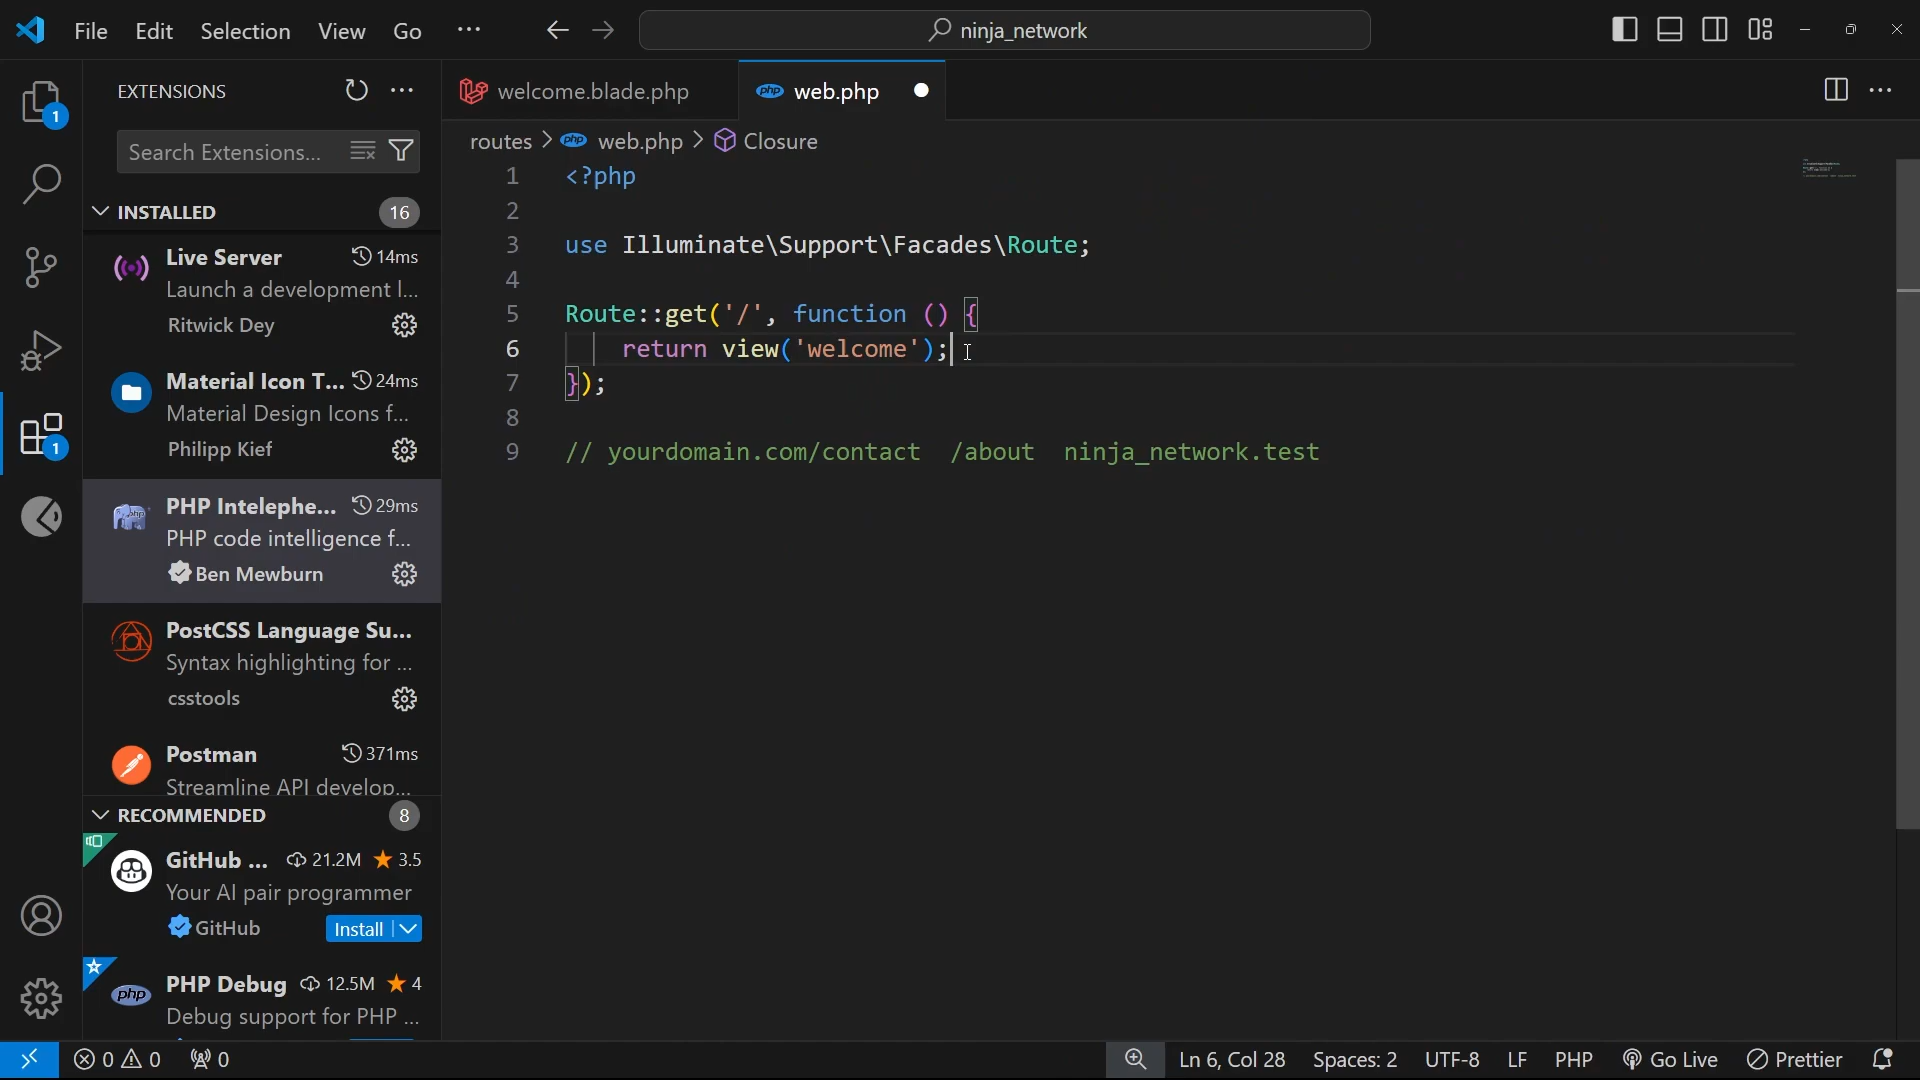 File Edit Selection View Go ···
ninja_network
EXTENSIONS
Search Extensions...
INSTALLED 16
Live Server 14ms
Launch a development l...
Ritwick Dey
Material Icon T... 24ms
Material Design Icons f...
Philipp Kief
PHP Intelephe... 29ms
PHP code intelligence f...
Ben Mewburn
PostCSS Language Su...
Syntax highlighting for ...
csstools
Postman 371ms
Streamline API develop...
RECOMMENDED 8
GitHub ... 21.2M 3.5
Your AI pair programmer
GitHub Install
PHP Debug 12.5M 4
Debug support for PHP ...
1
1
welcome.blade.php
php web.php
routes > php web.php > Closure
1 <?php
2
3 use Illuminate\Support\Facades\Route;
4
5 Route::get('/', function () {
6 return view('welcome');
7 });
8
9 // yourdomain.com/contact /about ninja_network.test
0 0 0
Ln 6, Col 28 Spaces: 2 UTF-8 LF PHP Go Live Prettier